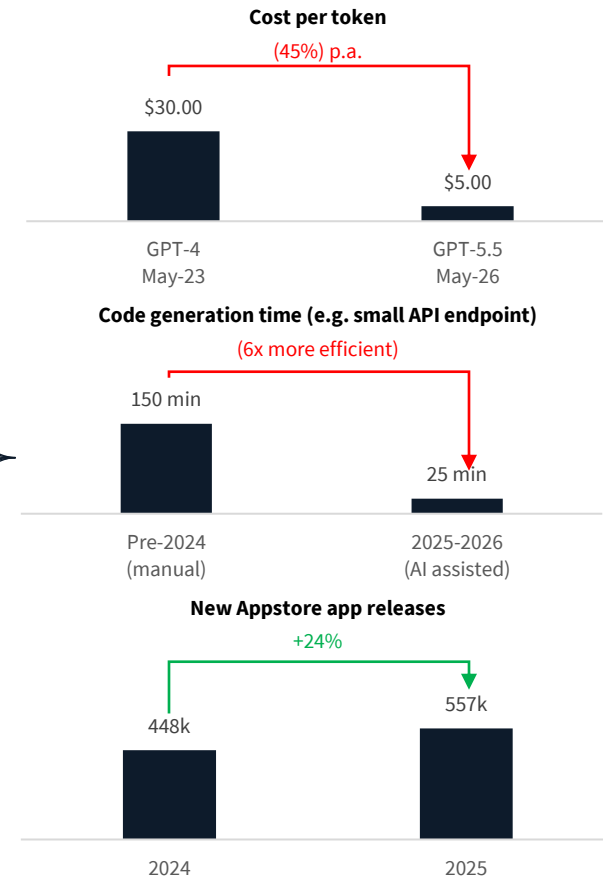 Cost per token
(45%) p.a.
$30.00
$5.00
GPT-4
May-23
GPT-5.5
May-26
Code generation time (e.g. small API endpoint)
(6x more efficient)
150 min
25 min
Pre-2024
(manual)
2025-2026
(AI assisted)
New Appstore app releases
+24%
448k
557k
2024
2025